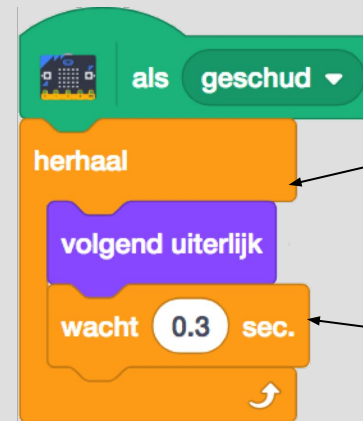 als geschud
herhaal
volgend uiterlijk
wacht 0.3 sec.